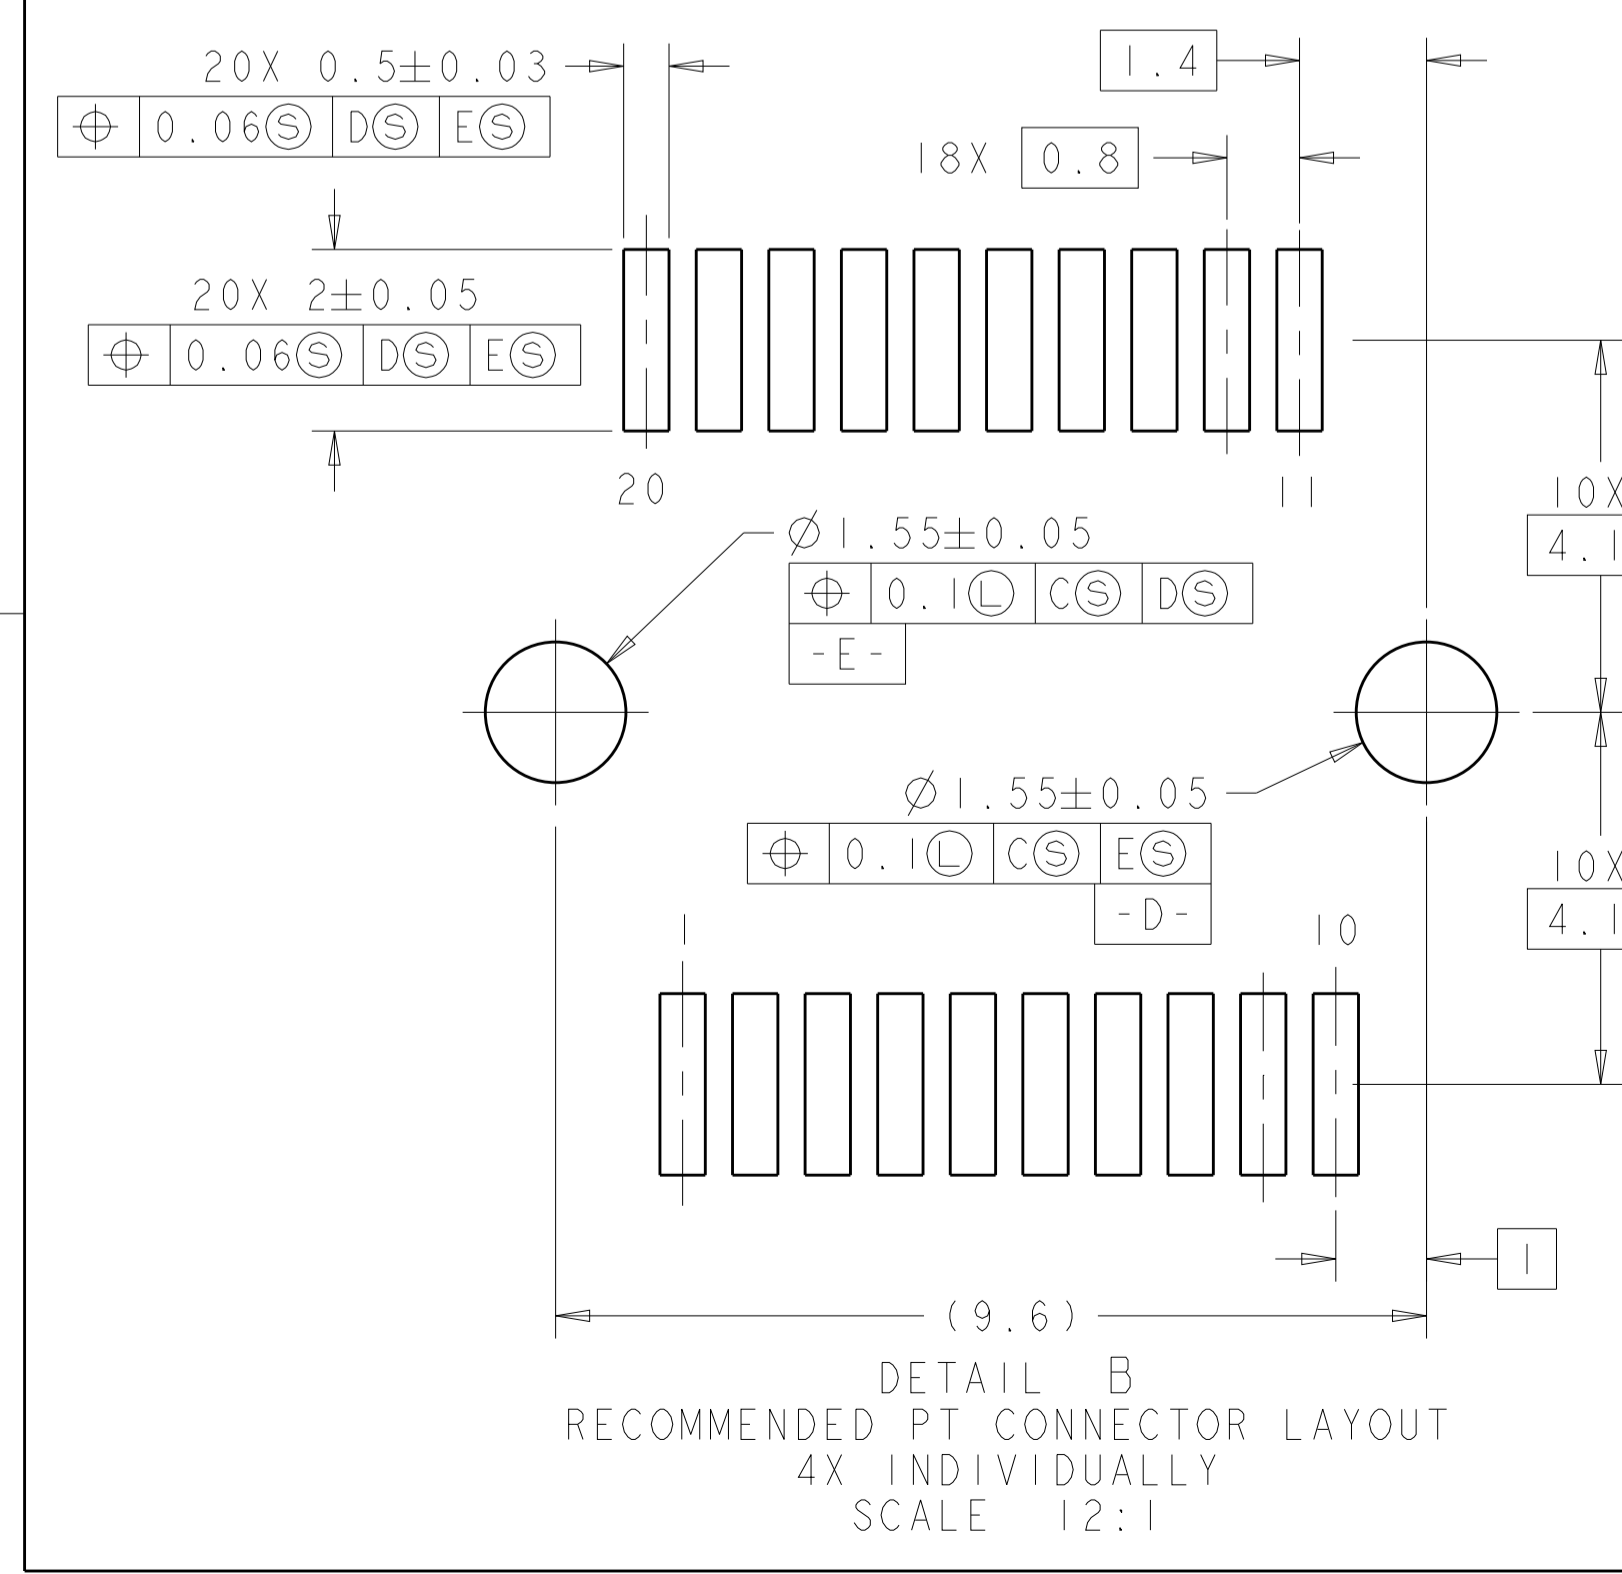 20X 0.5±0.03
⌖ 0.06Ⓢ DⓈ EⓈ
1.4
18X 0.8
20X 2±0.05
⌖ 0.06Ⓢ DⓈ EⓈ
20
11
10X
4.1
∅1.55±0.05
⌖ 0.1Ⓛ CⓈ DⓈ
-E-
∅1.55±0.05
⌖ 0.1Ⓛ CⓈ EⓈ
-D-
10X
4.1
1
10
1
(9.6)
DETAIL B
RECOMMENDED PT CONNECTOR LAYOUT
4X INDIVIDUALLY
SCALE 12:1